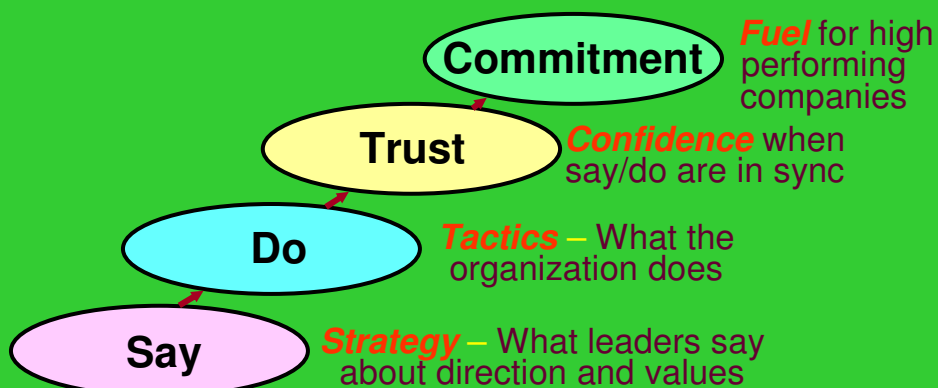 Commitment
Fuel for high
performing
companies
Trust
Confidence when
say/do are in sync
Do
Tactics – What the
organization does
Say
Strategy – What leaders say
about direction and values